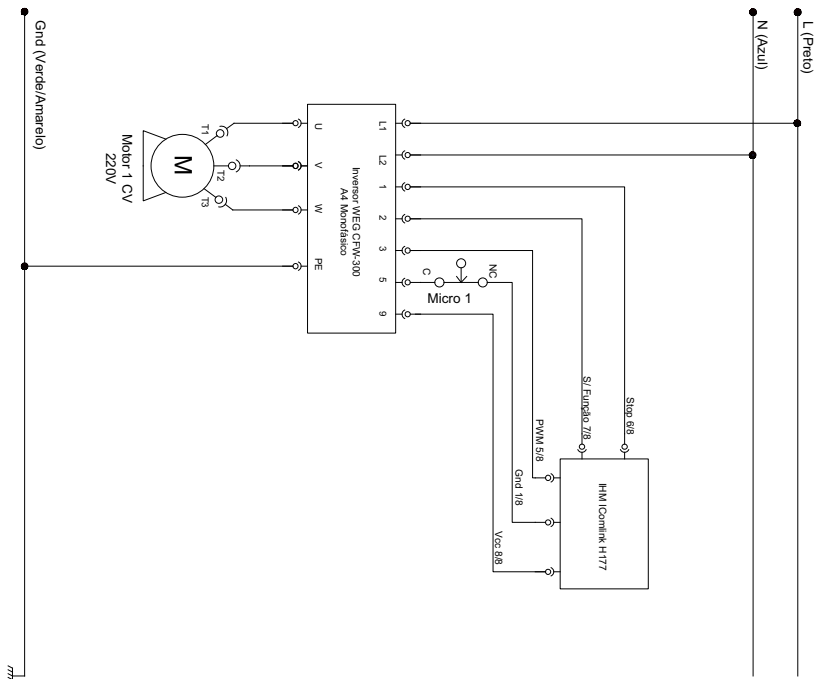 Gnd (Verde/Amarelo)
N (Azul)
L (Preto)
Motor 1 CV
220V
M
T1
T2
T3
U
V
W
PE
Inversor WEG CFW-300
A4 Monofásico
L1
L2
1
2
3
5
9
C
NC
Micro 1
Stop 6/8
S/ Função 7/8
PWM 5/8
Gnd 1/8
Vcc 8/8
IHM IComlink H177